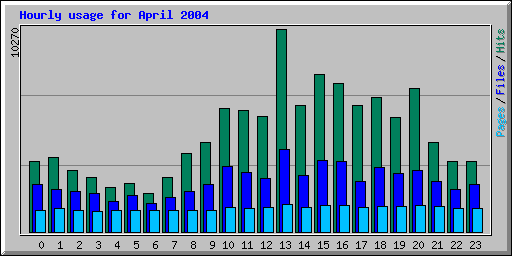 Hourly usage for April 2004
10270
Pages/Files/Hits
0 1 2 3 4 5 6 7 8 9 10 11 12 13 14 15 16 17 18 19 20 21 22 23